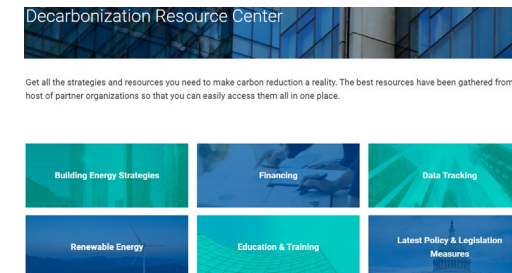 Decarbonization Resource Center
Get all the strategies and resources you need to make carbon reduction a reality. The best resources have been gathered from
host of partner organizations so that you can easily access them all in one place.
Building Energy Strategies
Financing
Data Tracking
Renewable Energy
Education & Training
Latest Policy & Legislation
Measures